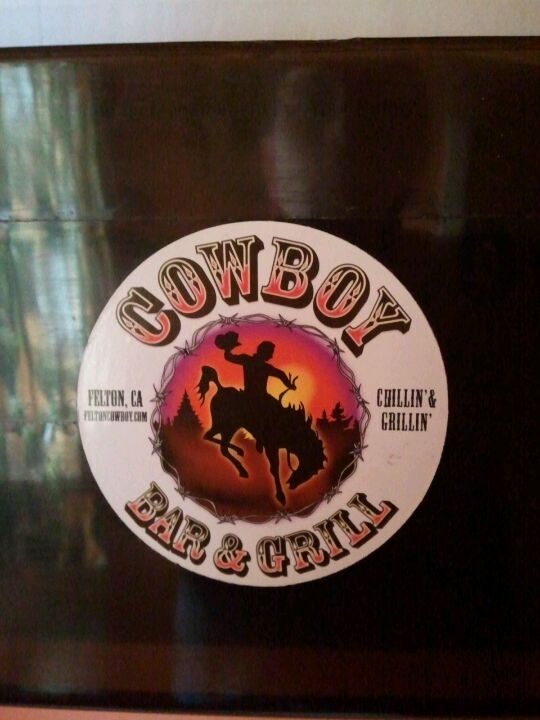 COWBOY
FELTON, CA
FELTONCOWBOY.COM
CHILLIN' &
GRILLIN'
BAR & GRILL